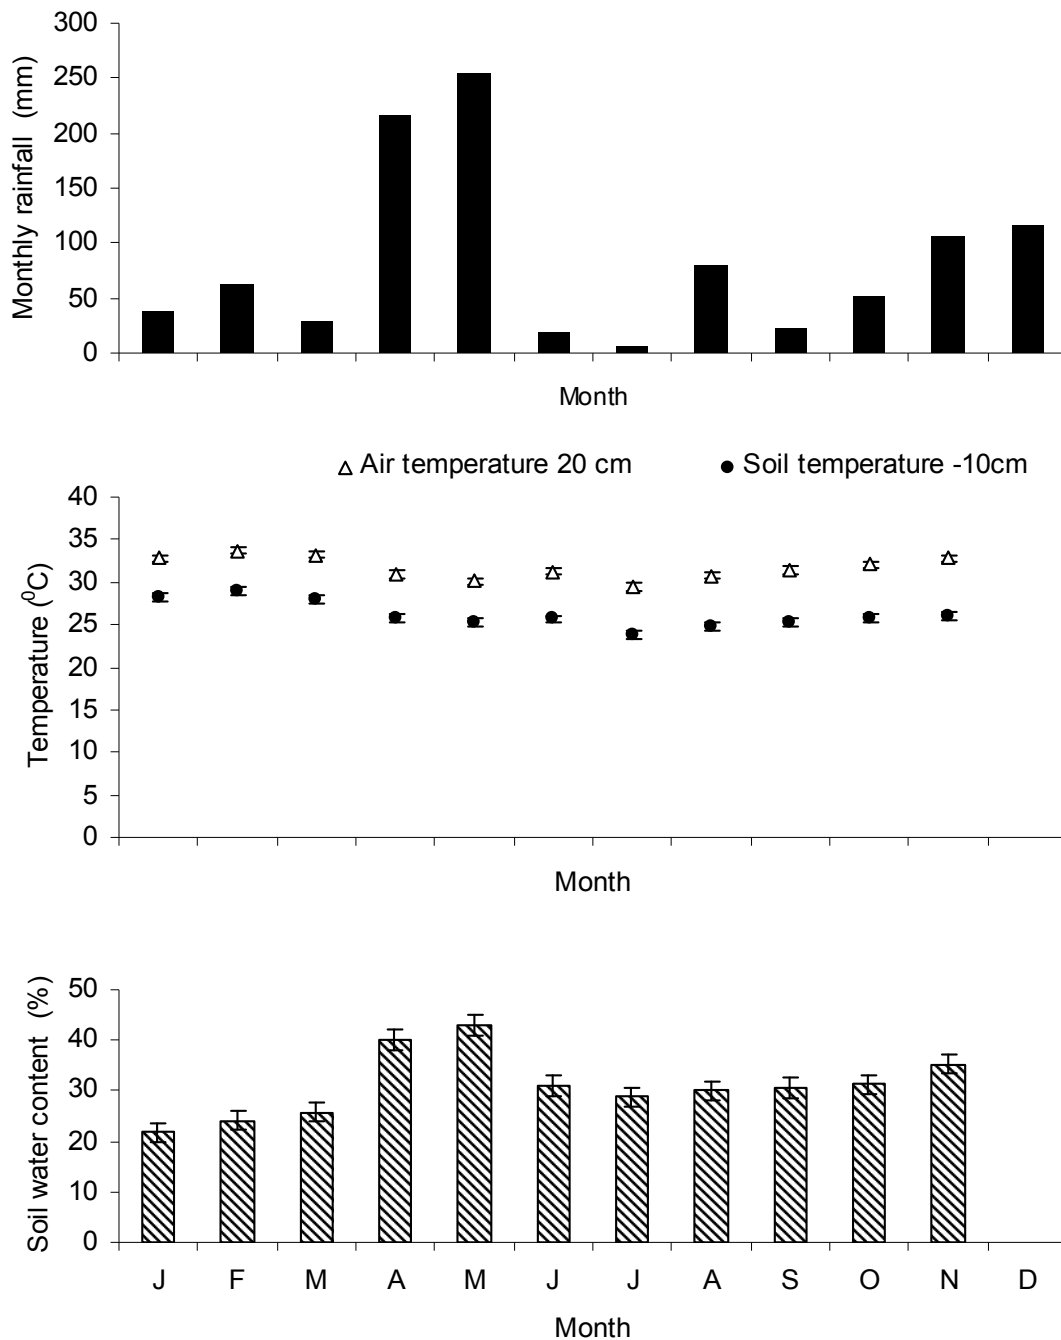 300
250
200
150
100
50
0
Monthly rainfall (mm)
Month
Air temperature 20 cm
Soil temperature -10cm
40
35
30
25
20
15
10
5
0
Temperature (⁰C)
Month
50
40
30
20
10
0
Soil water content (%)
J F M A M J J A S O N D
Month